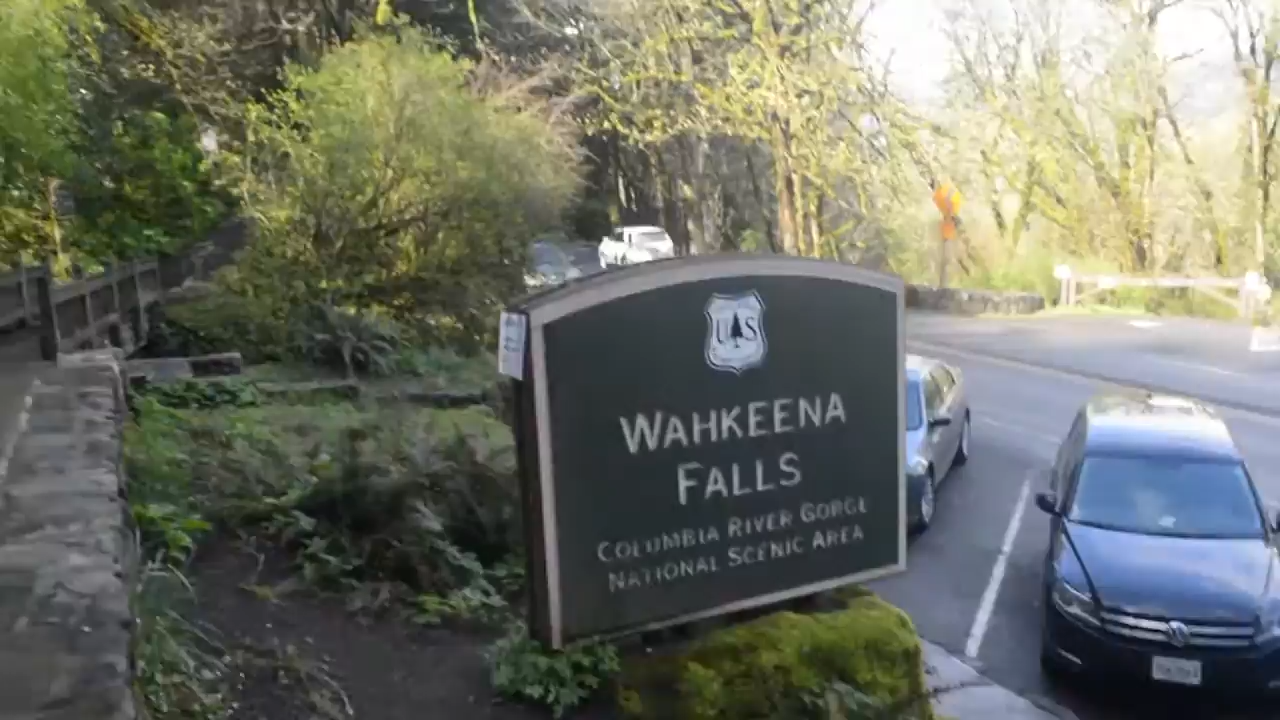 US
WAHKEENA
FALLS
COLUMBIA RIVER GORGE
NATIONAL SCENIC AREA